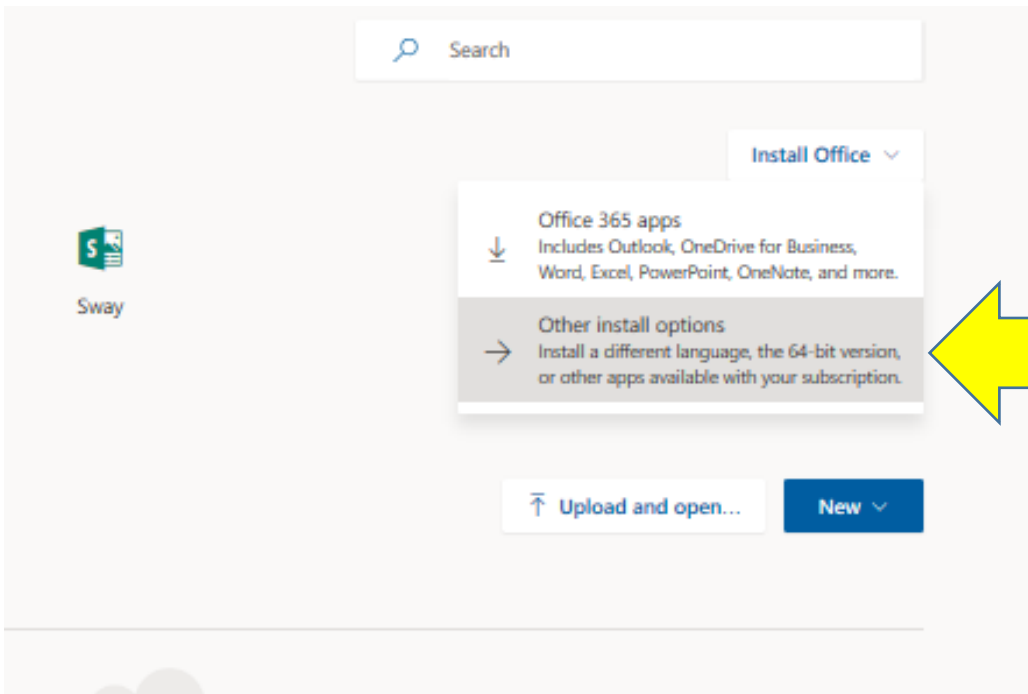 Search
Install Office
Office 365 apps
Includes Outlook, OneDrive for Business,
Word, Excel, PowerPoint, OneNote, and more.
S
Sway
Other install options
Install a different language, the 64-bit version,
or other apps available with your subscription.
Upload and open...
New